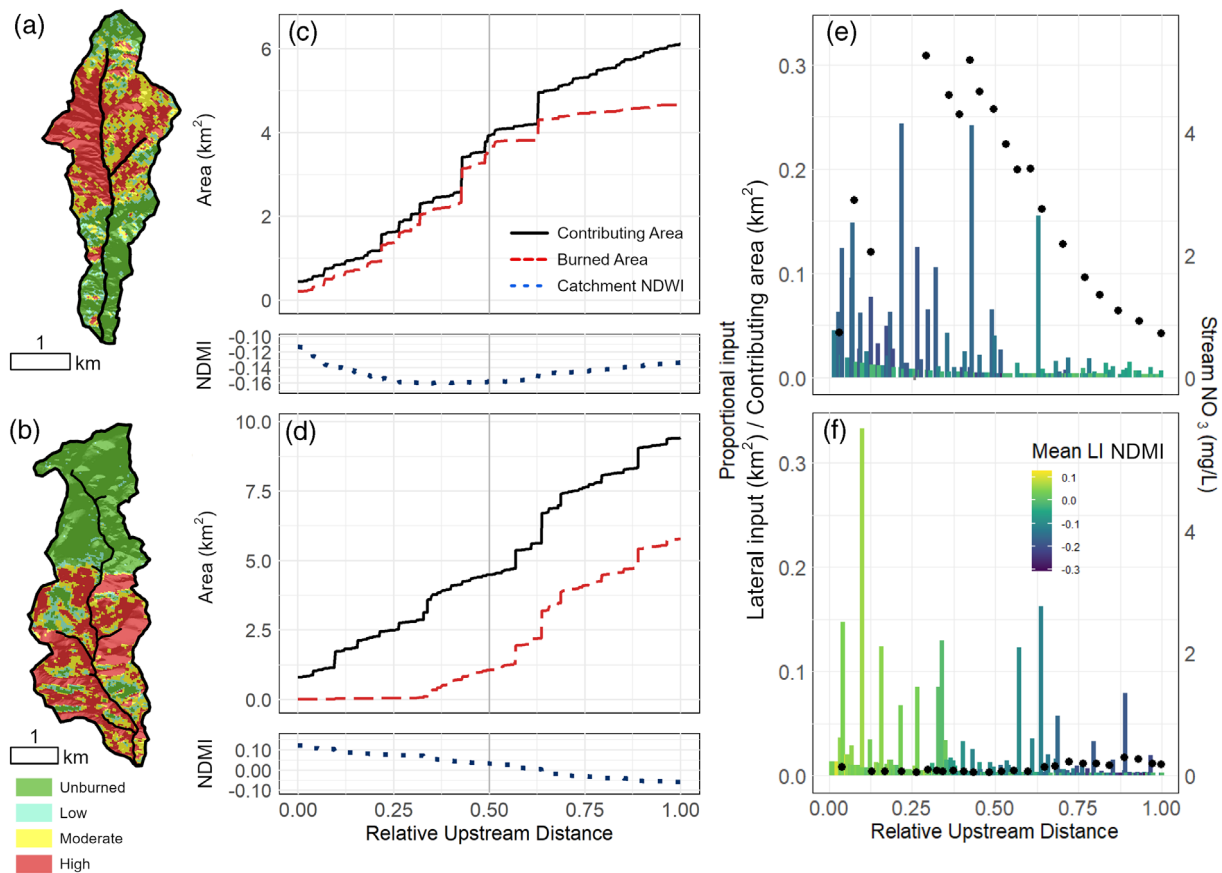 (a)
1
km
(b)
1
km
Unburned
Low
Moderate
High
(c)
Area (km2)
6
4
2
0
Contributing Area
Burned Area
Catchment NDWI
NDMI
-0.10
-0.12
-0.14
-0.16
(d)
Area (km2)
10.0
7.5
5.0
2.5
0.0
NDMI
0.10
0.00
-0.10
0.00 0.25 0.50 0.75 1.00
Relative Upstream Distance
Proportional input
Lateral input (km2) / Contributing area (km2)
(e)
0.3
0.2
0.1
0.0
4
2
0
Stream NO3 (mg/L)
(f)
0.3
0.2
0.1
0.0
Mean LI NDMI
0.1
0.0
-0.1
-0.2
-0.3
4
2
0
0.00 0.25 0.50 0.75 1.00
Relative Upstream Distance